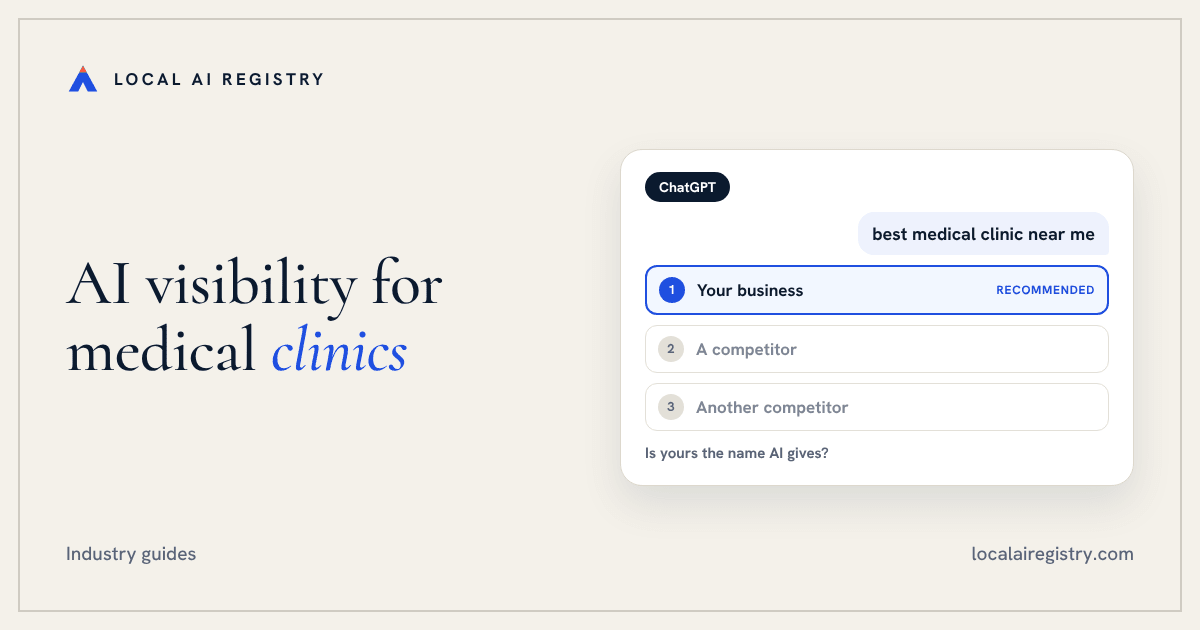 LOCAL AI REGISTRY
AI visibility for
medical clinics
ChatGPT
best medical clinic near me
1 Your business RECOMMENDED
2 A competitor
3 Another competitor
Is yours the name AI gives?
Industry guides
localairegistry.com